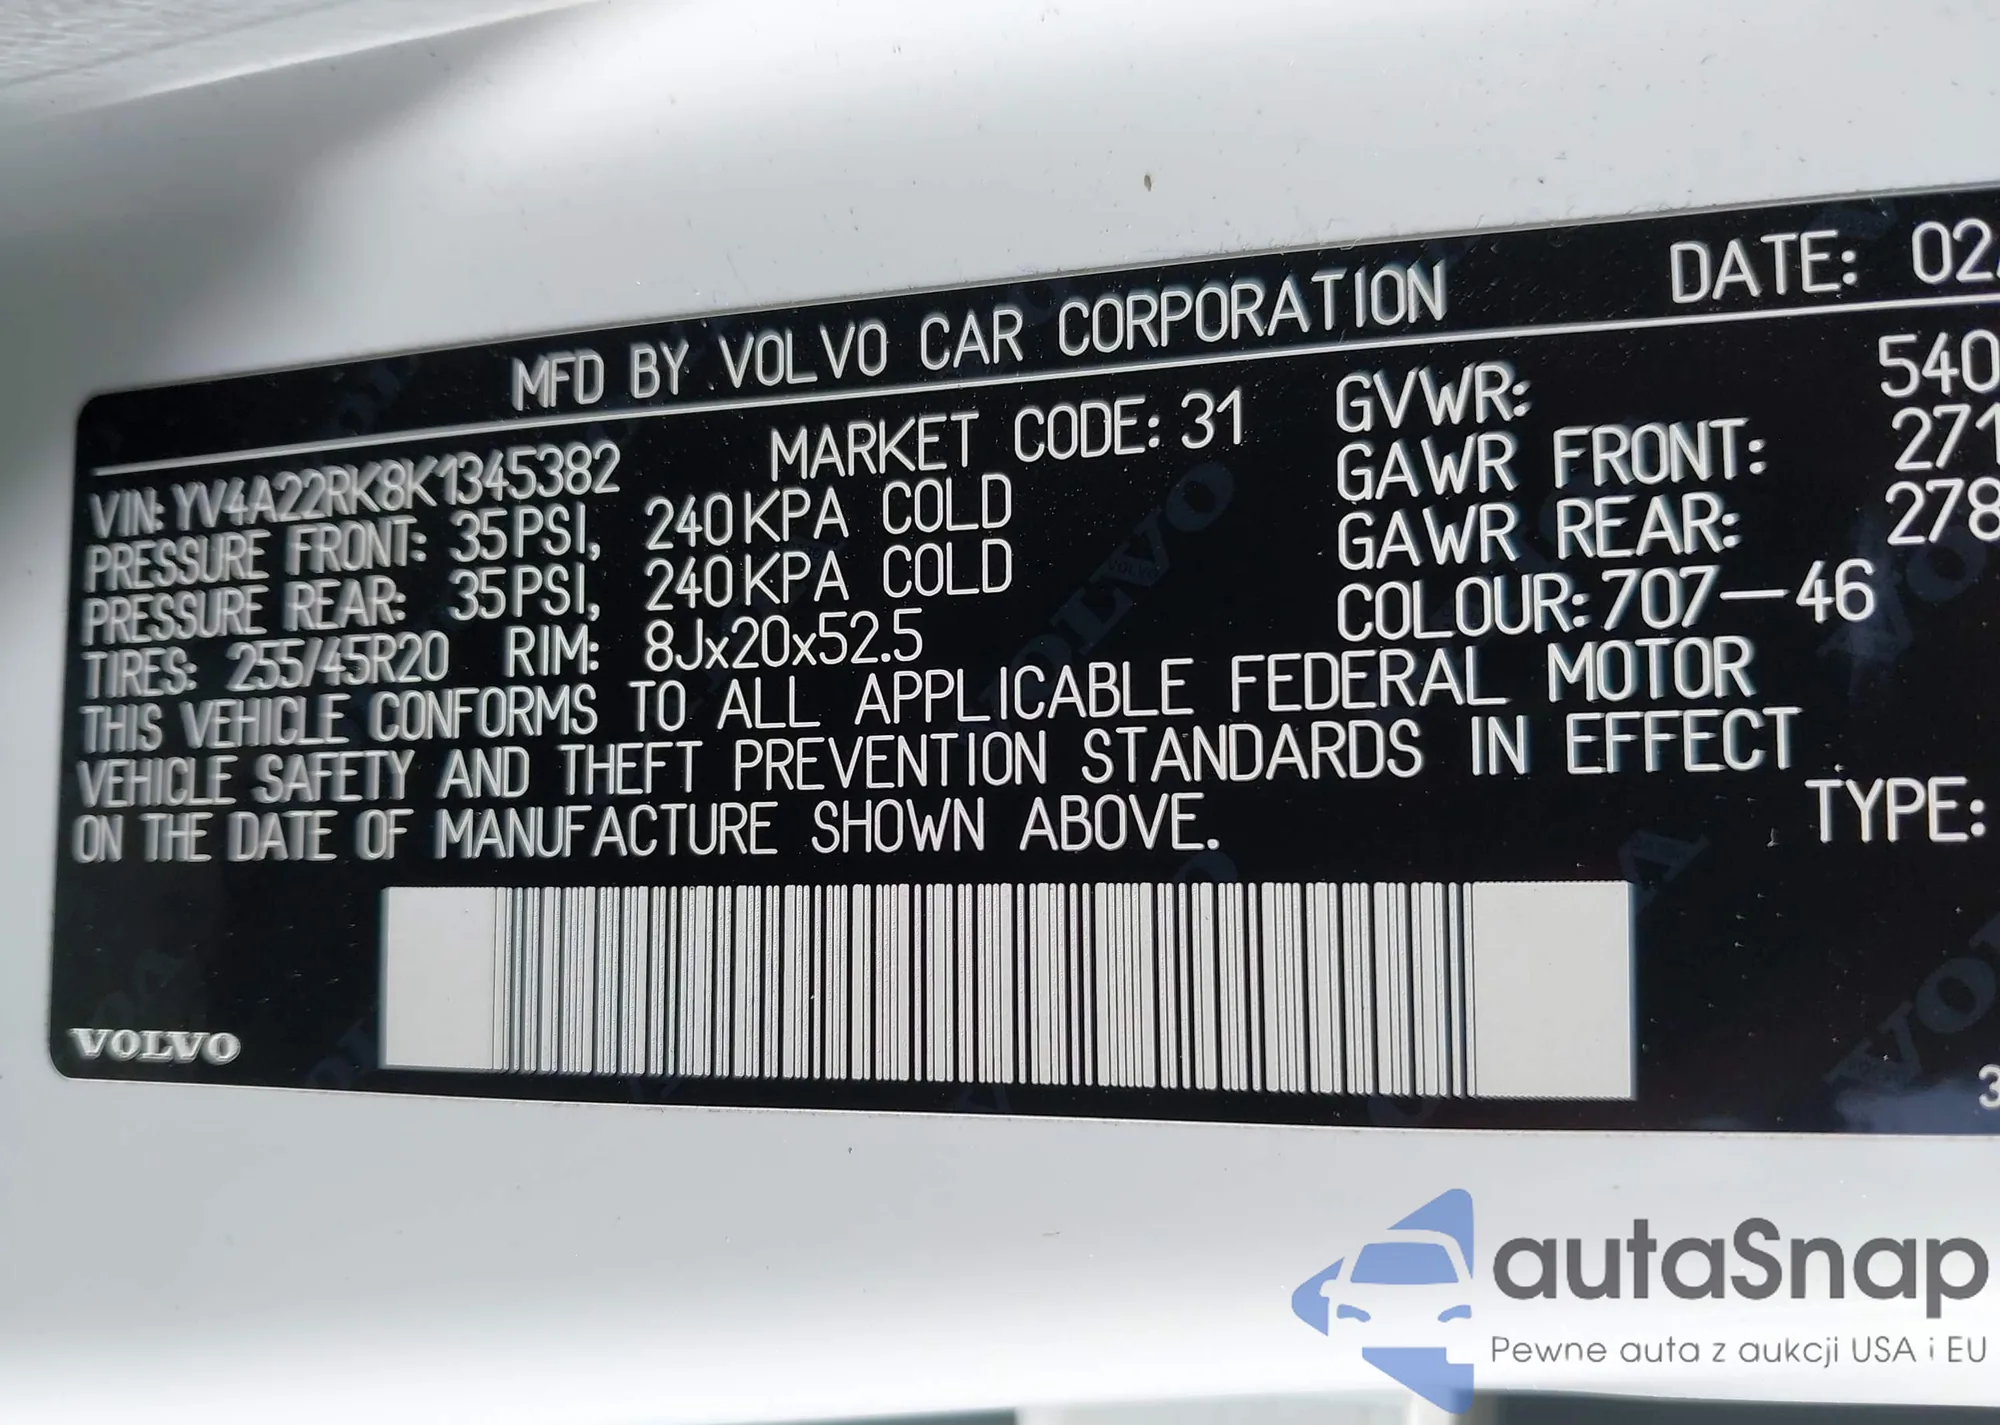 MFD BY VOLVO CAR CORPORATION DATE: 02
VIN: YV4A22RK8K1345382 MARKET CODE: 31 GVWR: 540
PRESSURE FRONT: 35PSI, 240KPA COLD GAWR FRONT: 271
PRESSURE REAR: 35PSI, 240KPA COLD GAWR REAR: 278
TIRES: 255/45R20 RIM: 8Jx20x52.5 COLOUR: 707-46
THIS VEHICLE CONFORMS TO ALL APPLICABLE FEDERAL MOTOR
VEHICLE SAFETY AND THEFT PREVENTION STANDARDS IN EFFECT
ON THE DATE OF MANUFACTURE SHOWN ABOVE. TYPE:
VOLVO
3
autaSnap
Pewne auta z aukcji USA i EU